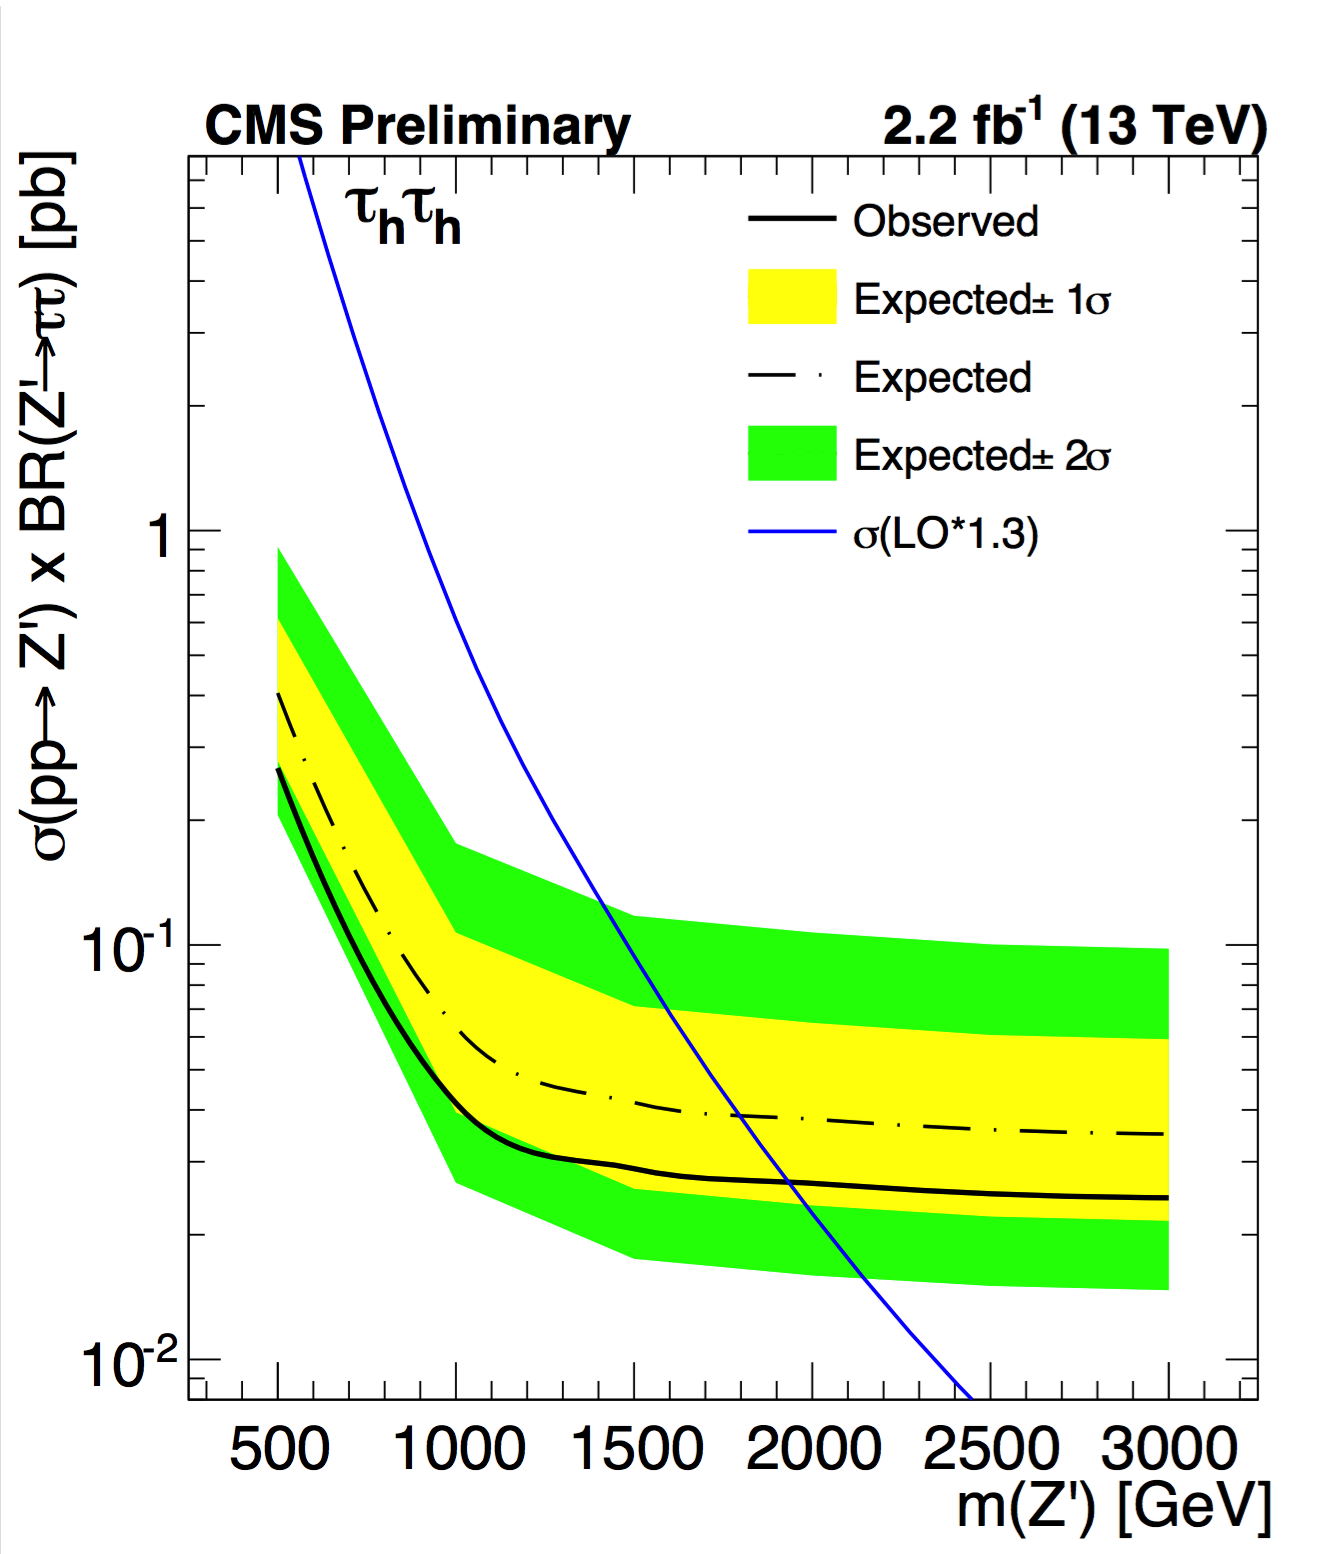 CMS Preliminary 2.2 fb⁻¹ (13 TeV)
τₕτₕ
Observed
Expected± 1σ
Expected
Expected± 2σ
σ(LO*1.3)
σ(pp→ Z') x BR(Z'→ττ) [pb]
1
10⁻¹
10⁻²
500 1000 1500 2000 2500 3000
m(Z') [GeV]